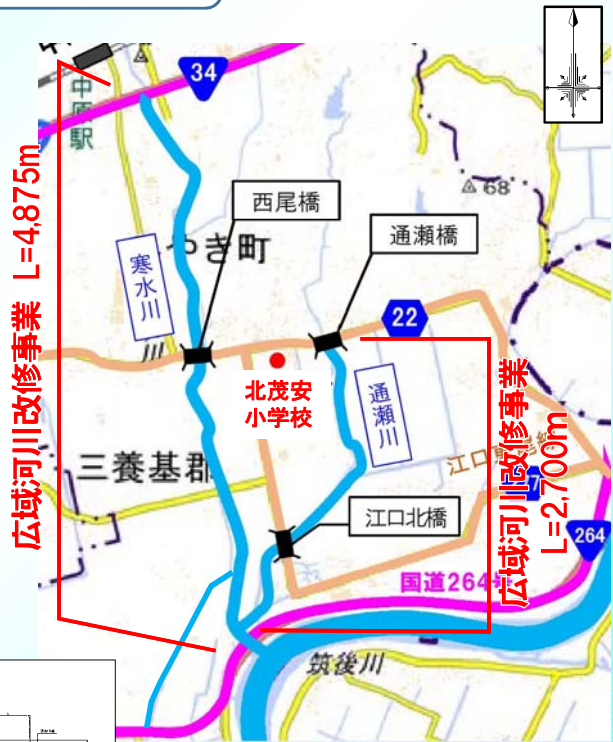 34
中原駅
広域河川改修事業 L=4,875m
西尾橋
68
やき町
通瀬橋
寒水川
22
川
北茂安
小学校
通瀬川
広域河川改修事業
L=2,700m
三養基郡
江口
江口北橋
264
国道264号
筑後川